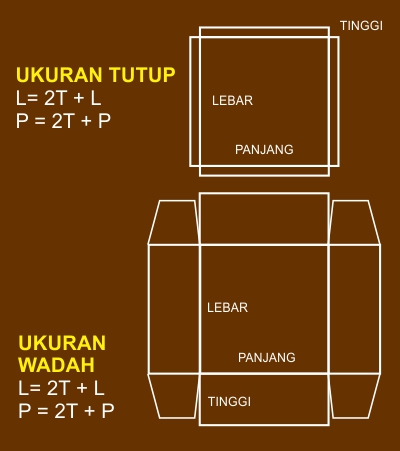 TINGGI
UKURAN TUTUP
L= 2T + L
P = 2T + P
LEBAR
PANJANG
LEBAR
PANJANG
TINGGI
UKURAN
WADAH
L= 2T + L
P = 2T + P